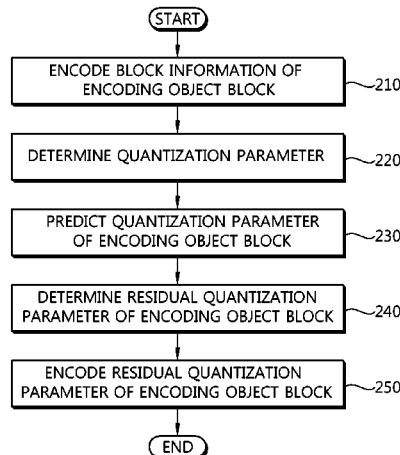 START
ENCODE BLOCK INFORMATION OF
ENCODING OBJECT BLOCK
210
DETERMINE QUANTIZATION PARAMETER
220
PREDICT QUANTIZATION PARAMETER
OF ENCODING OBJECT BLOCK
230
DETERMINE RESIDUAL QUANTIZATION
PARAMETER OF ENCODING OBJECT BLOCK
240
ENCODE RESIDUAL QUANTIZATION
PARAMETER OF ENCODING OBJECT BLOCK
250
END